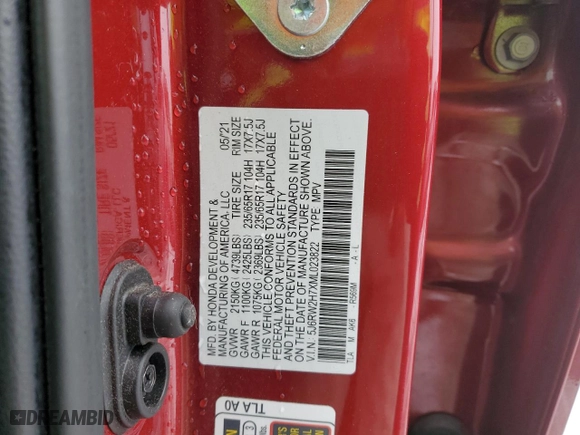 MFD. BY HONDA DEVELOPMENT &
MANUFACTURING OF AMERICA, LLC 05/21
GVWR 2150KG( 4739LBS) TIRE SIZE RIM SIZE
GAWR F 1100KG( 2425LBS) 235/65R17 104H 17X7.5J
GAWR R 1075KG( 2369LBS) 235/65R17 104H 17X7.5J
THIS VEHICLE CONFORMS TO ALL APPLICABLE
FEDERAL MOTOR VEHICLE SAFETY
AND THEFT PREVENTION STANDARDS IN EFFECT
ON THE DATE OF MANUFACTURE SHOWN ABOVE.
V.I.N.: 5J6RW2H7XML023822 TYPE: MPV
TLA M AK6 R569M -A-L
TLA A0
DREAMBID